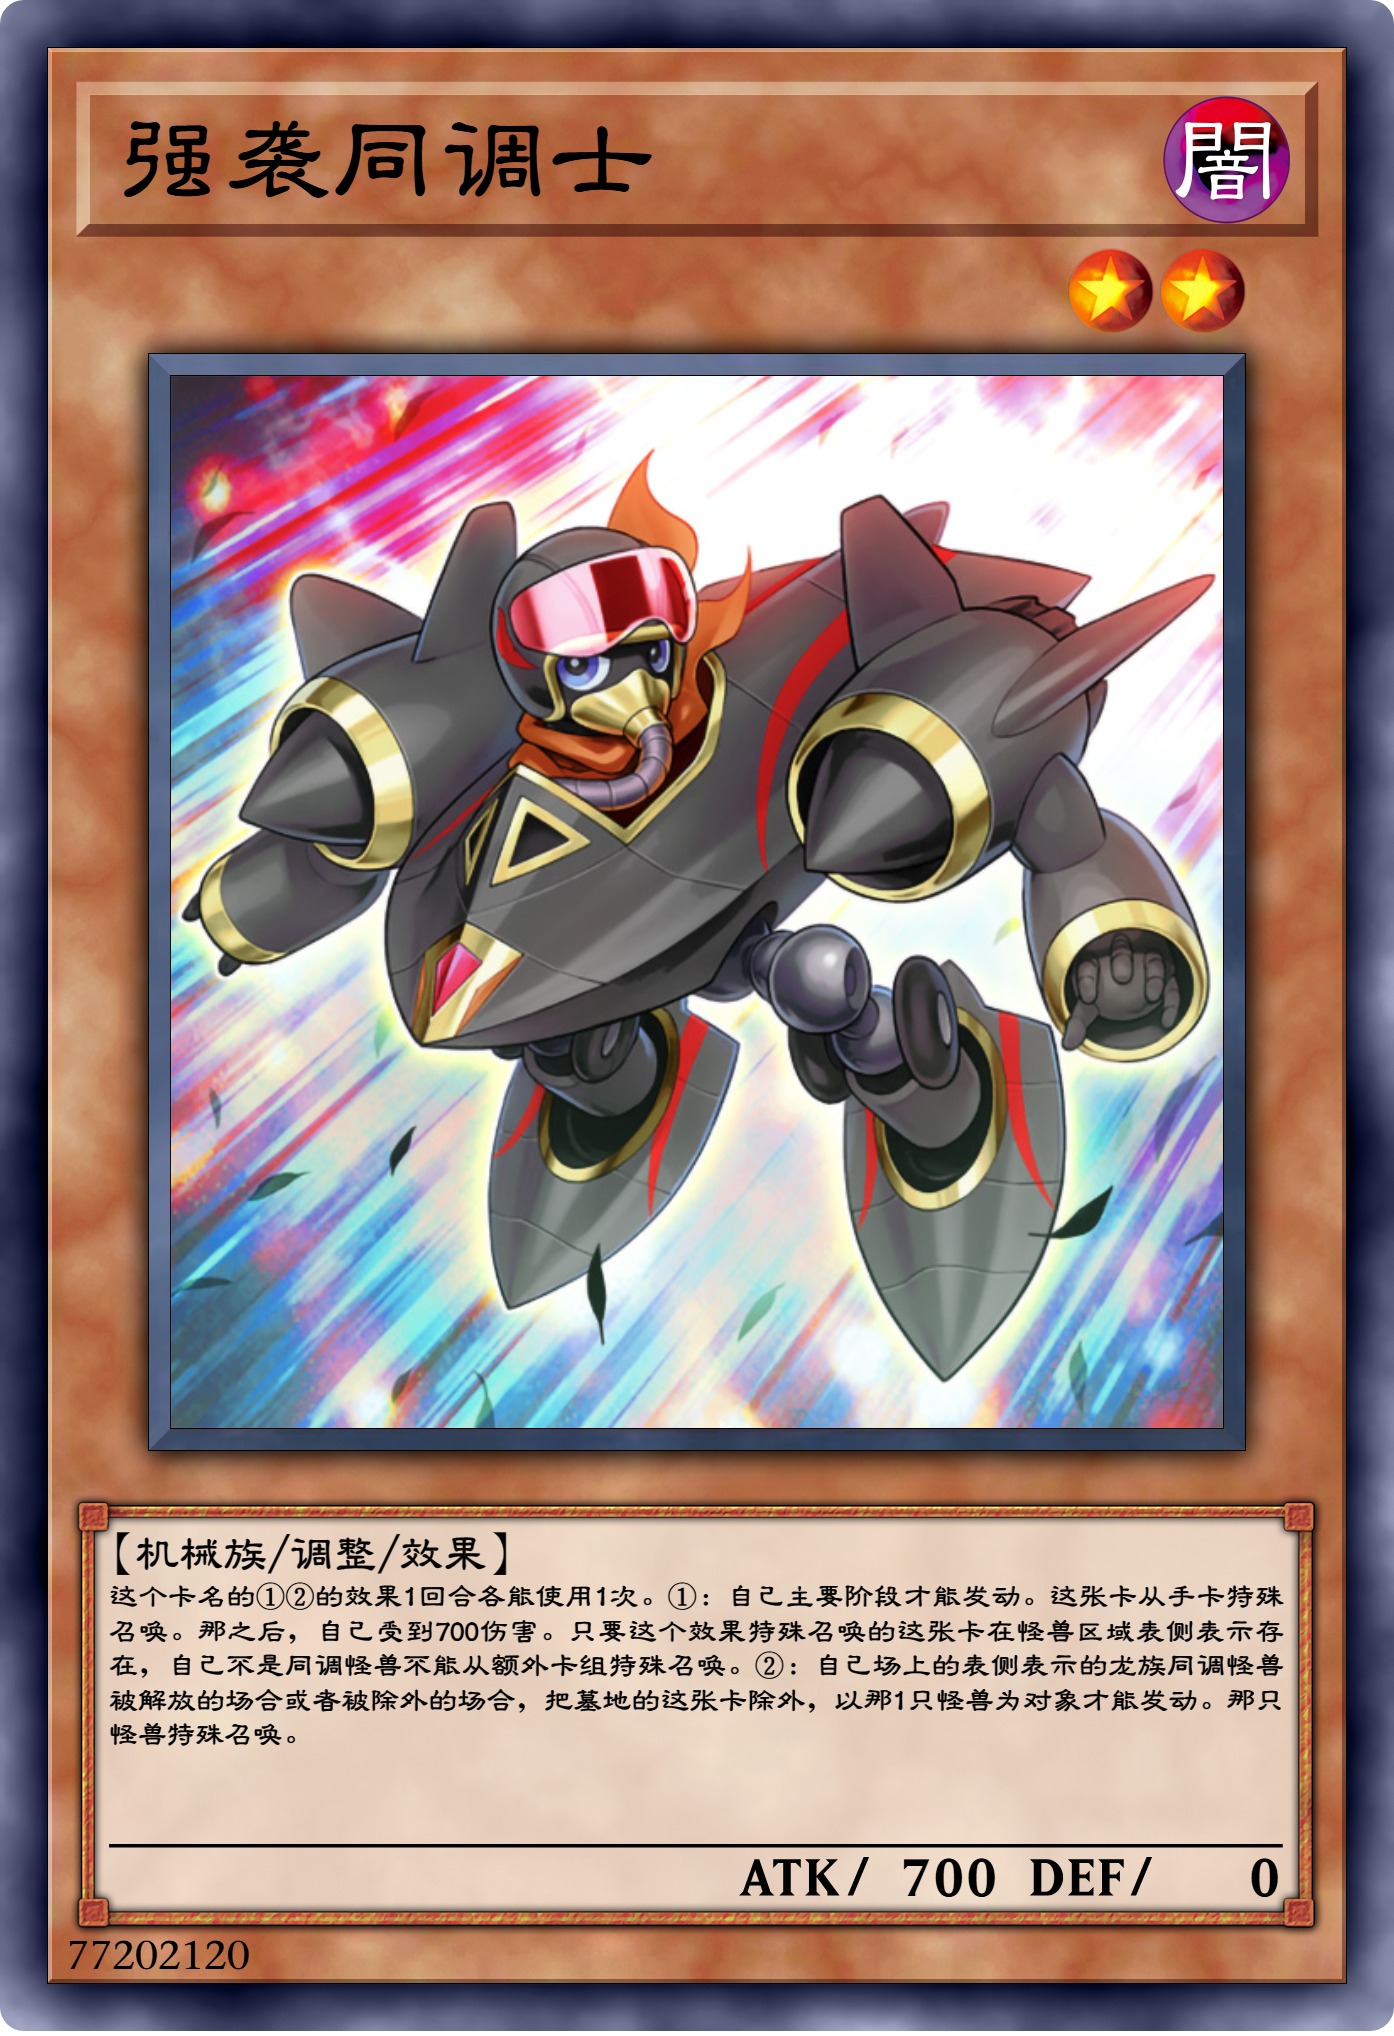 强袭同调士
闇
【机械族/调整/效果】
这个卡名的①②的效果1回合各能使用1次。①：自己主要阶段才能发动。这张卡从手卡特殊
召唤。那之后，自己受到700伤害。只要这个效果特殊召唤的这张卡在怪兽区域表侧表示存
在，自己不是同调怪兽不能从额外卡组特殊召唤。②：自己场上的表侧表示的龙族同调怪兽
被解放的场合或者被除外的场合，把墓地的这张卡除外，以那1只怪兽为对象才能发动。那只
怪兽特殊召唤。
ATK/ 700 DEF/ 0
77202120